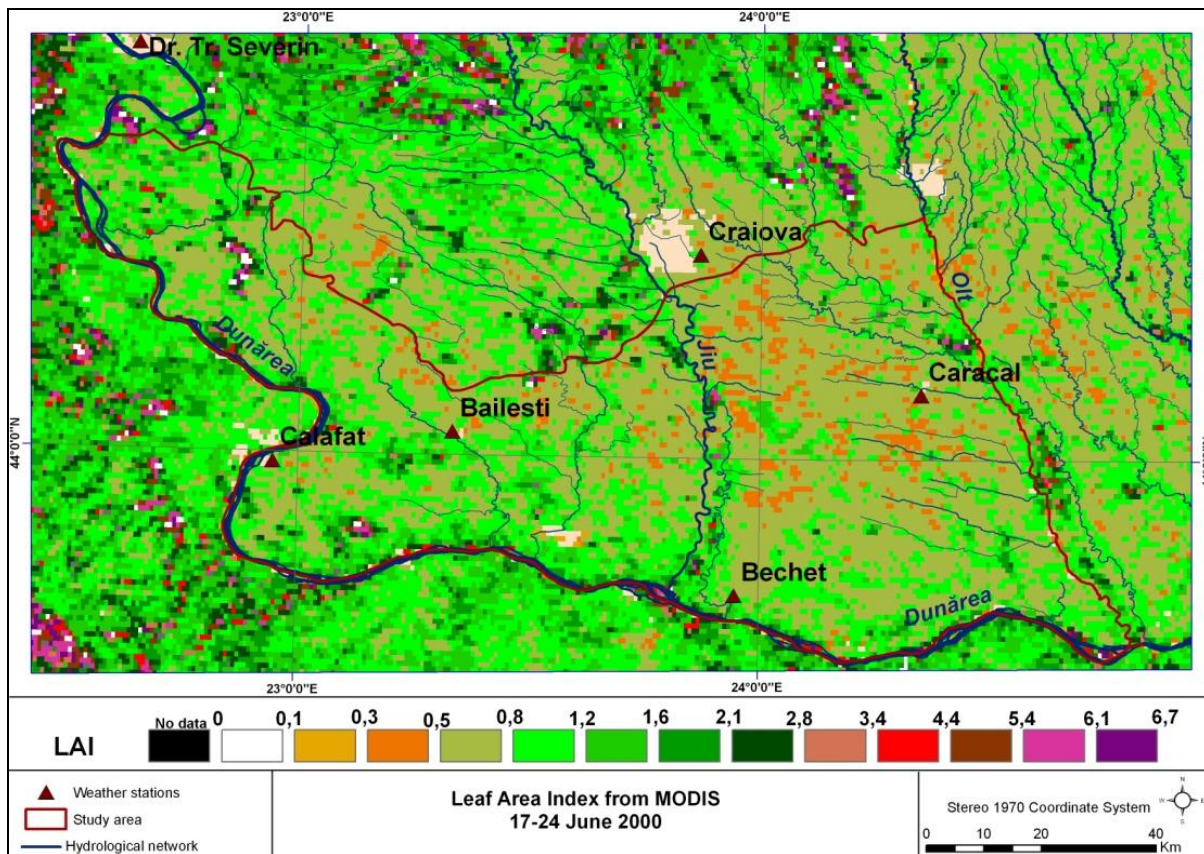 23°0'0"E 24°0'0"E
Dr. Tr. Severin
Craiova
Olt
Dunărea
Jiu
Caracal
Bailesti
44°0'0"N
Calafat
Bechet
Dunărea
23°0'0"E 24°0'0"E
No data 0 0,1 0,3 0,5 0,8 1,2 1,6 2,1 2,8 3,4 4,4 5,4 6,1 6,7
LAI
Weather stations
Study area
Hydrological network
Leaf Area Index from MODIS
17-24 June 2000
Stereo 1970 Coordinate System
N
W E
S
0 10 20 40
Km